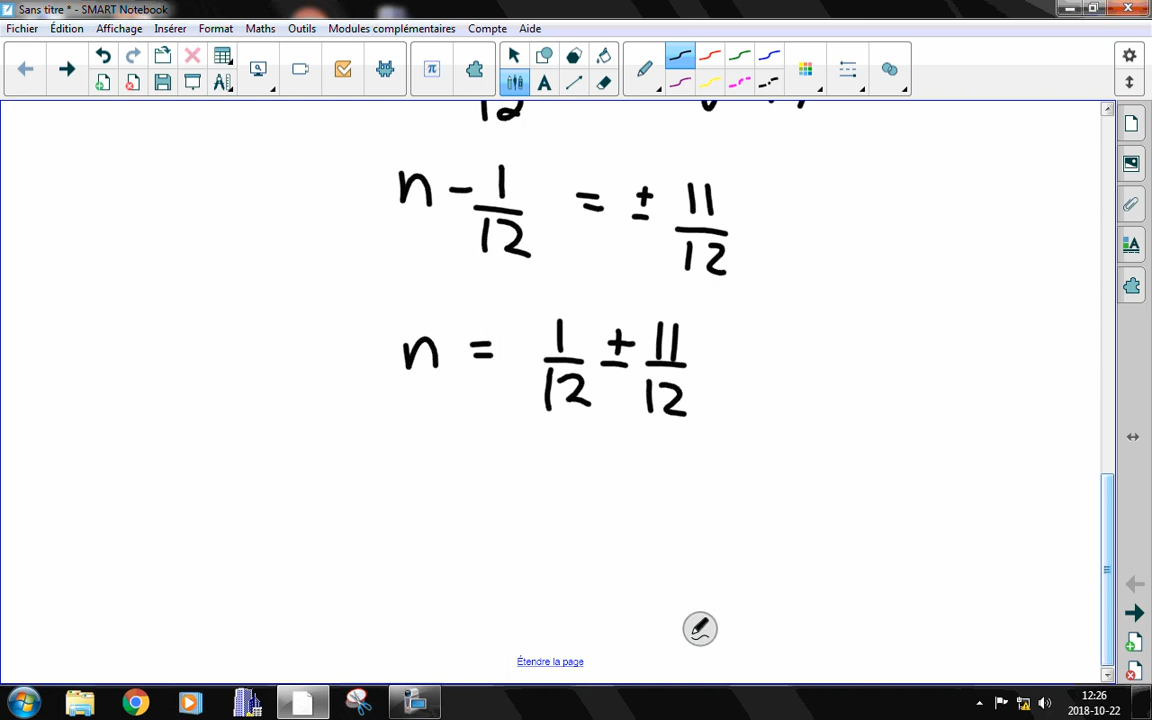 Sans titre * - SMART Notebook
Fichier Édition Affichage Insérer Format Maths Outils Modules complémentaires Compte Aide
12
n - 1/12 = ± 11/12
n = 1/12 ± 11/12
Étendre la page
12:26
2018-10-22